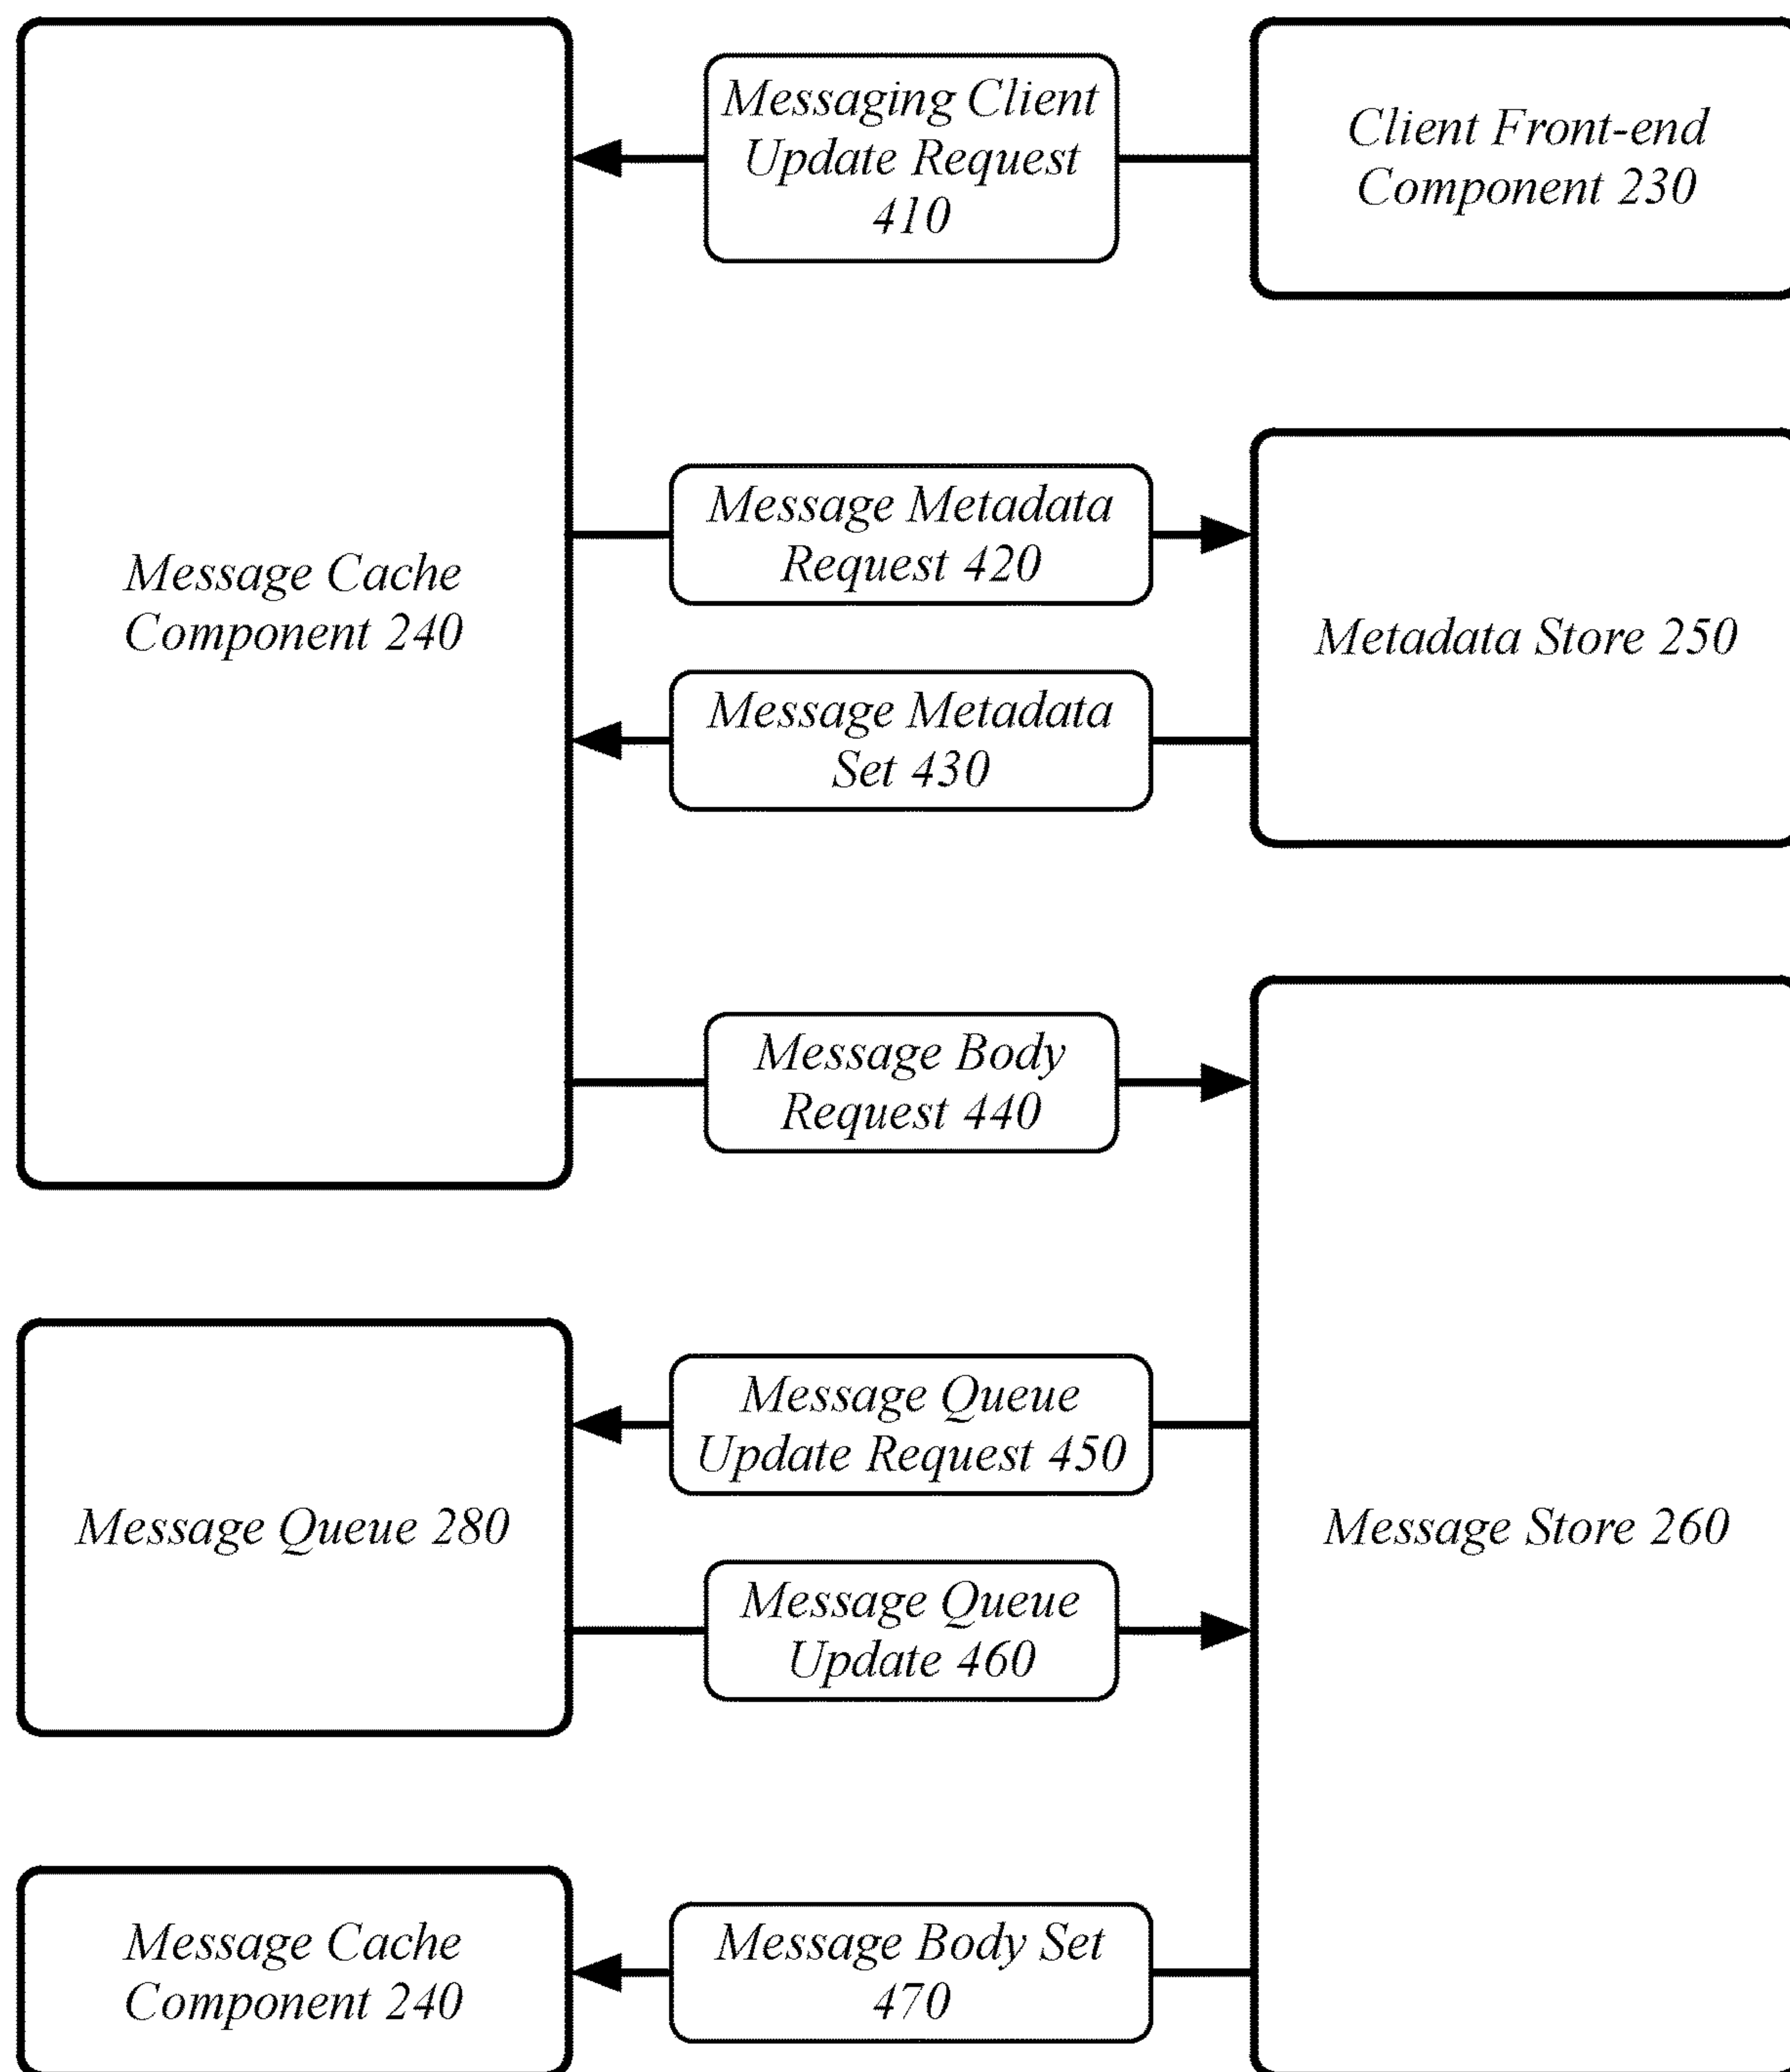 Messaging Client
Update Request
410
Client Front-end
Component 230
Message Cache
Component 240
Message Metadata
Request 420
Message Metadata
Set 430
Metadata Store 250
Message Body
Request 440
Message Queue 280
Message Queue
Update Request 450
Message Queue
Update 460
Message Store 260
Message Cache
Component 240
Message Body Set
470